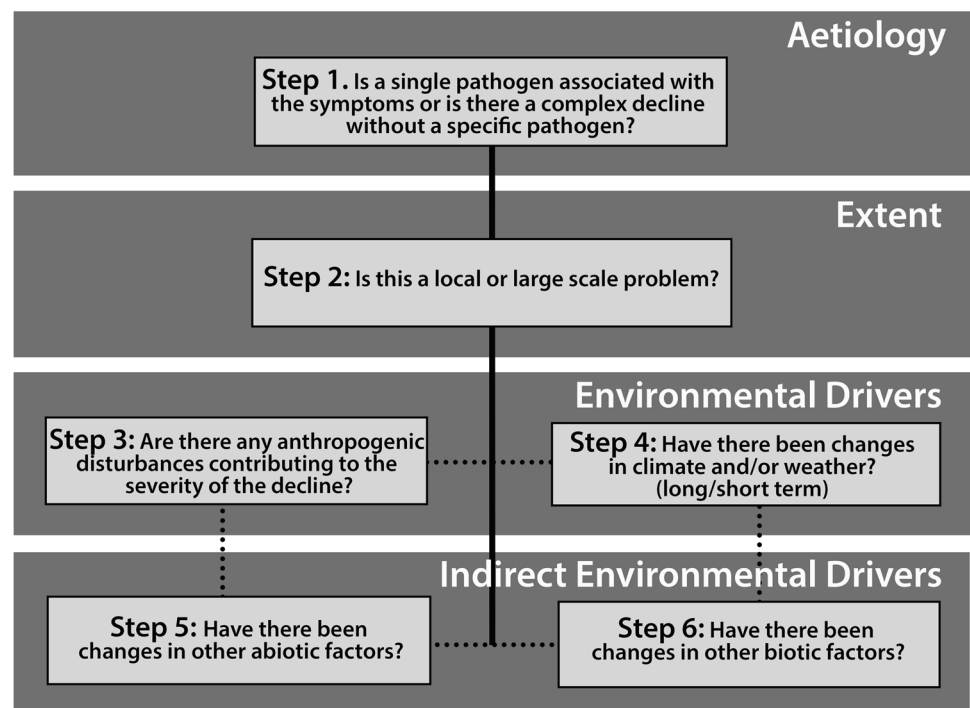 Aetiology
Step 1. Is a single pathogen associated with
the symptoms or is there a complex decline
without a specific pathogen?
Extent
Step 2: Is this a local or large scale problem?
Environmental Drivers
Step 3: Are there any anthropogenic
disturbances contributing to the
severity of the decline?
Step 4: Have there been changes
in climate and/or weather?
(long/short term)
Indirect Environmental Drivers
Step 5: Have there been
changes in other abiotic factors?
Step 6: Have there been
changes in other biotic factors?